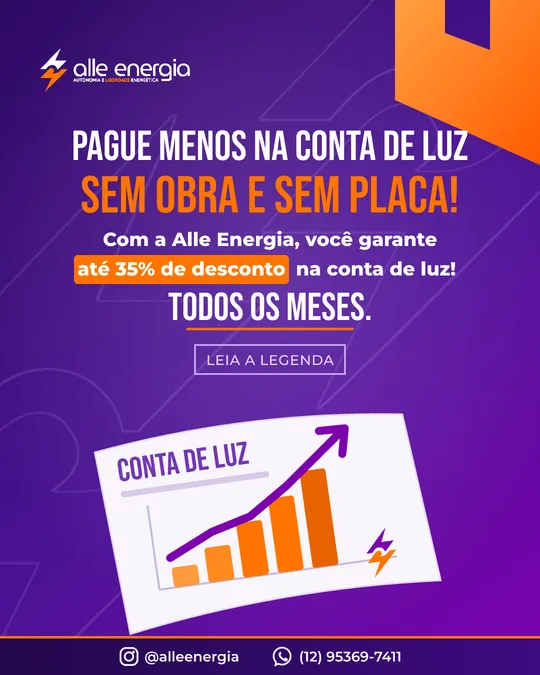 alle energia
AUTONOMIA E LIBERDADE ENERGÉTICA
PAGUE MENOS NA CONTA DE LUZ
SEM OBRA E SEM PLACA!
Com a Alle Energia, você garante
até 35% de desconto na conta de luz!
TODOS OS MESES.
LEIA A LEGENDA
CONTA DE LUZ
@alleenergia (12) 95369-7411